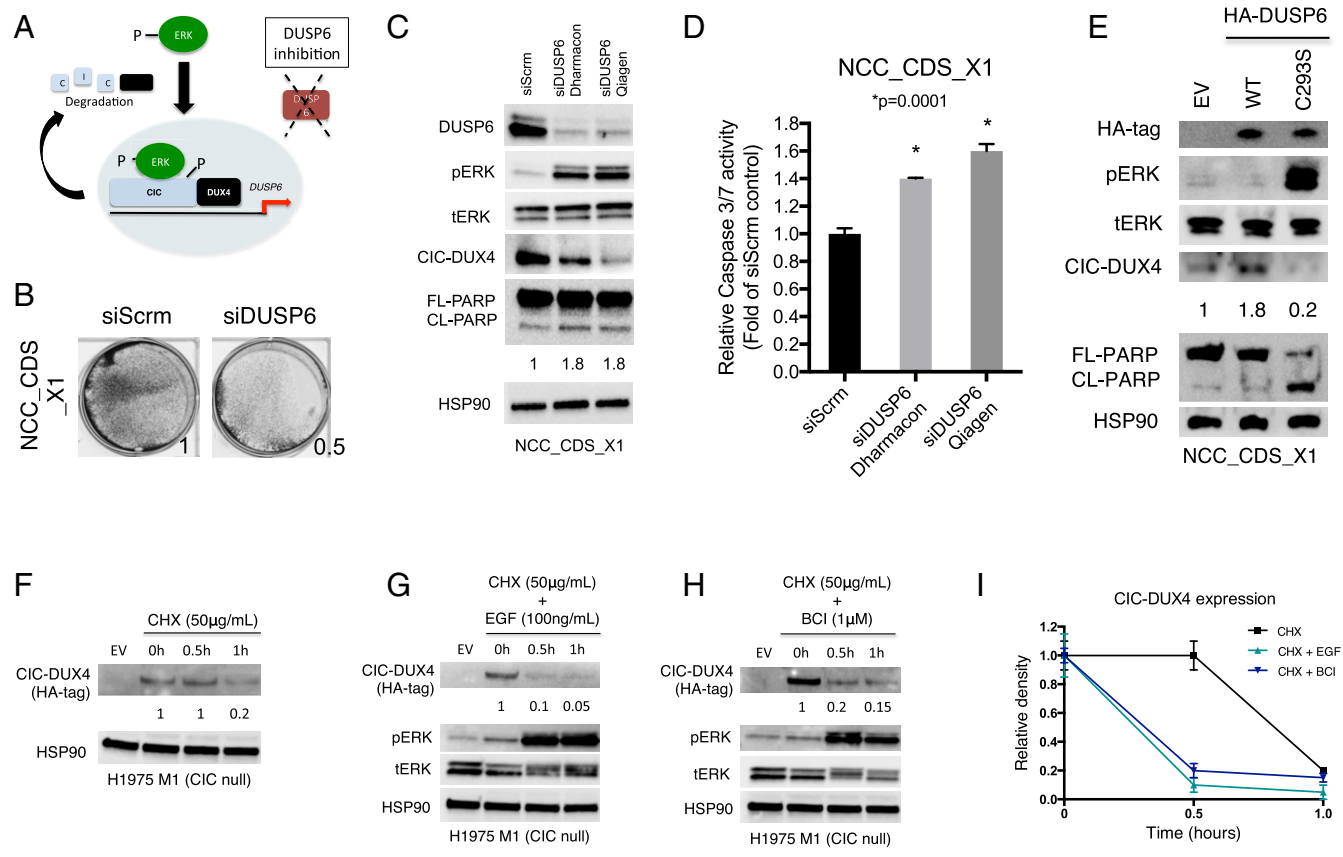 A
P
ERK
DUSP6
inhibition
C
I
C
Degradation
DUSP
6
P
ERK
P
CIC
DUX4
DUSP6
B
siScrm
siDUSP6
NCC_CDS
_X1
1
0.5
C
siScrm
siDUSP6
Dharmacon
siDUSP6
Qiagen
DUSP6
pERK
tERK
CIC-DUX4
FL-PARP
CL-PARP
1 1.8 1.8
HSP90
NCC_CDS_X1
D
NCC_CDS_X1
*p=0.0001
Relative Caspase 3/7 activity
(Fold of siScrm control)
1.8
1.6
1.4
1.2
1.0
0.8
0.6
0.4
0.2
0.0
*
*
siScrm
siDUSP6
Dharmacon
siDUSP6
Qiagen
E
HA-DUSP6
EV
WT
C293S
HA-tag
pERK
tERK
CIC-DUX4
1 1.8 0.2
FL-PARP
CL-PARP
HSP90
NCC_CDS_X1
F
CHX (50µg/mL)
EV 0h 0.5h 1h
CIC-DUX4
(HA-tag)
1 1 0.2
HSP90
H1975 M1 (CIC null)
G
CHX (50µg/mL)
+
EGF (100ng/mL)
EV 0h 0.5h 1h
CIC-DUX4
(HA-tag)
1 0.1 0.05
pERK
tERK
HSP90
H1975 M1 (CIC null)
H
CHX (50µg/mL)
+
BCI (1µM)
EV 0h 0.5h 1h
CIC-DUX4
(HA-tag)
1 0.2 0.15
pERK
tERK
HSP90
H1975 M1 (CIC null)
I
CIC-DUX4 expression
CHX
CHX + EGF
CHX + BCI
Relative density
1.2
1.0
0.8
0.6
0.4
0.2
0.0
0 0.5 1.0
Time (hours)